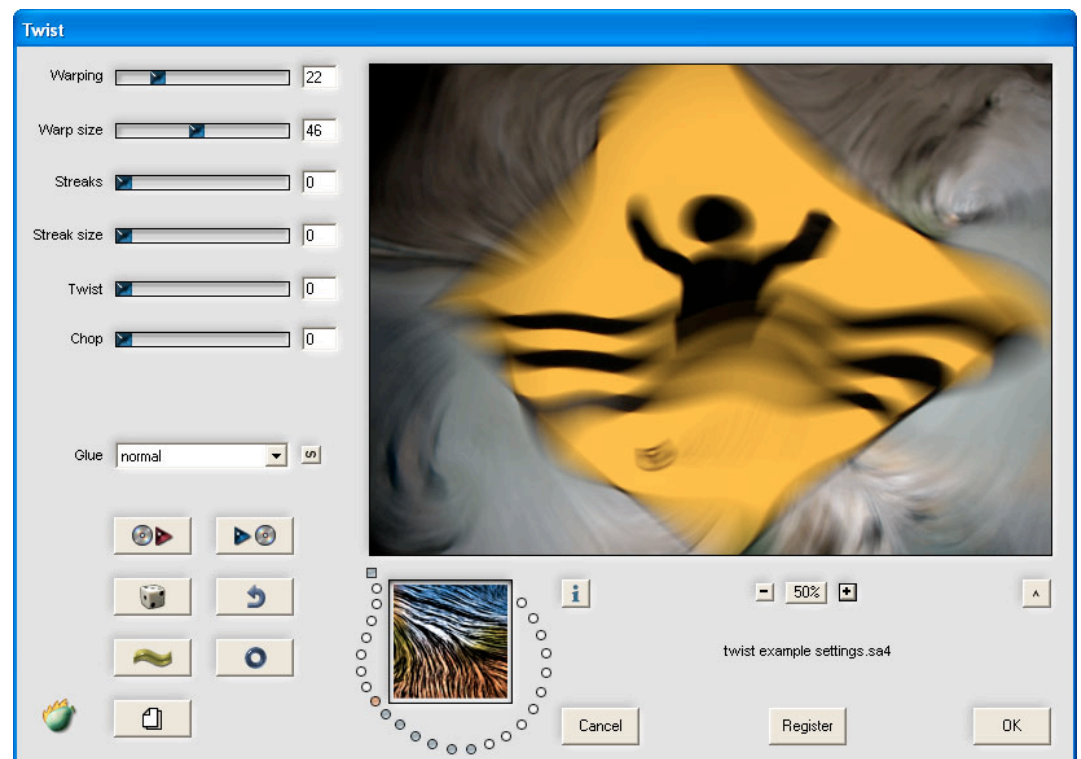 Twist
Warping 22
Warp size 46
Streaks 0
Streak size 0
Twist 0
Chop 0
Glue normal S
i - 50% + ^
twist example settings.sa4
Cancel Register OK